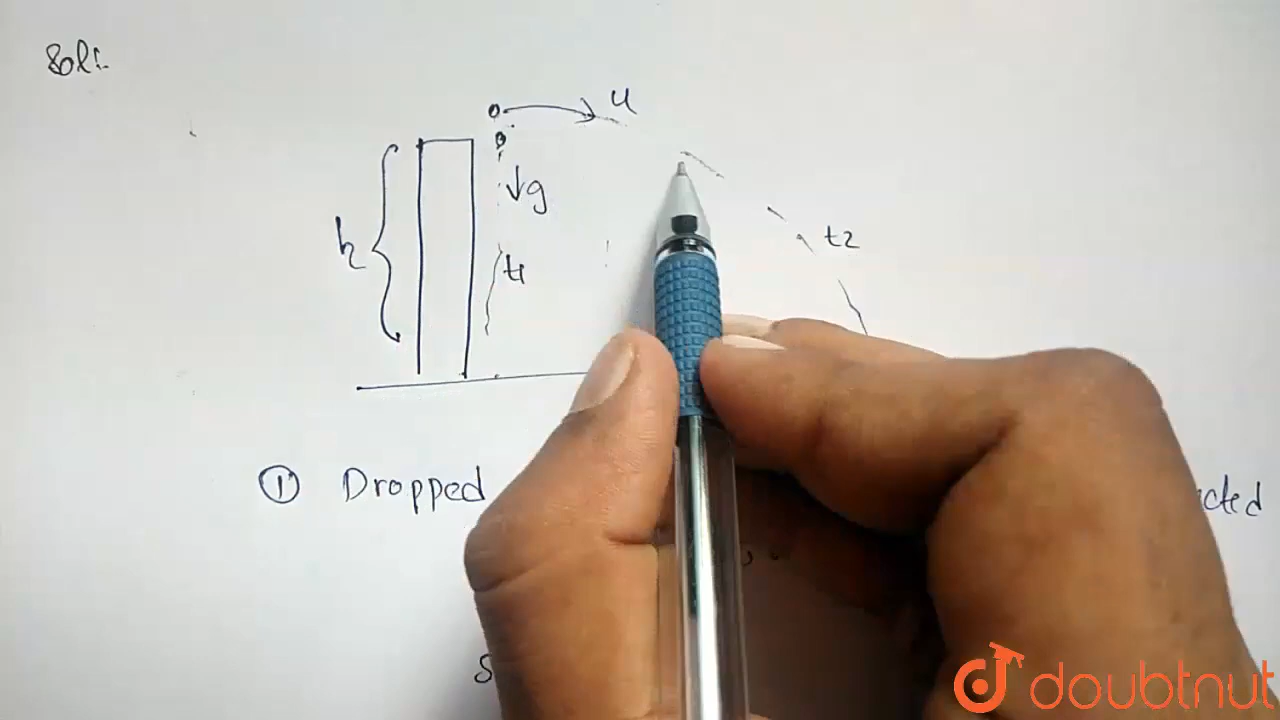 Sol:
u
g
h
t1
t2
① Dropped
cted
S
doubtnut